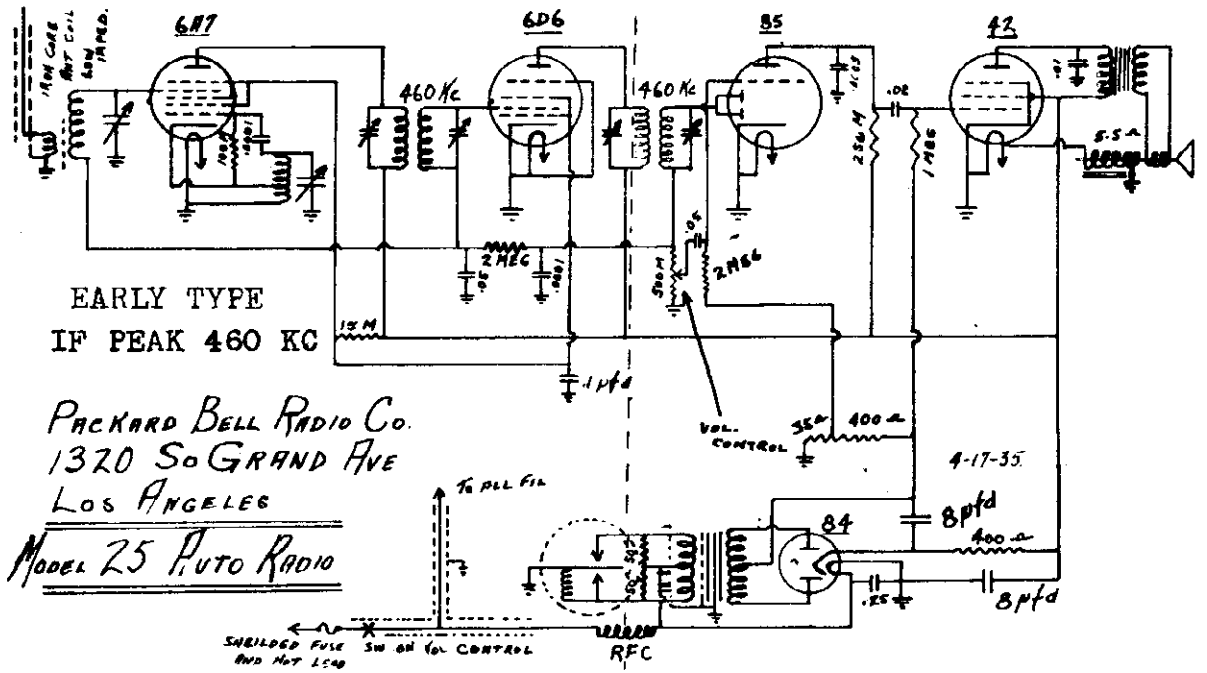 6A7
6D6
85
42
IRON CORE
ANT COIL
LOW
IMPED.
460 Kc
460 Kc
.0001
.01
.02
250 M
1 MEG
5.5 Ω
.05
2 MEG
.05
.0001
500 M
2 MEG
EARLY TYPE
IF PEAK 460 KC
15 M
.1 µfd
VOL.
CONTROL
35Ω 400 Ω
PACKARD BELL RADIO CO.
1320 SO GRAND AVE
LOS ANGELES
MODEL 25 AUTO RADIO
4-17-35
TO ALL FIL
84
8 µfd
400 Ω
.25
8 µfd
SHEILDED FUSE
AND HOT LEAD
SW ON VOL CONTROL
RFC